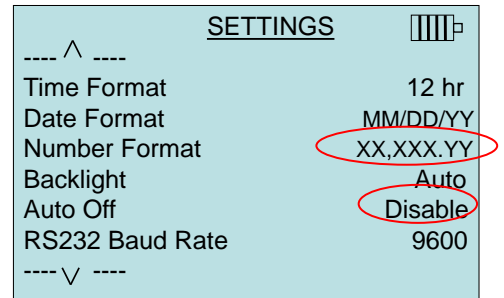 SETTINGS
---- ^ ----
Time Format 12 hr
Date Format MM/DD/YY
Number Format XX,XXX.YY
Backlight Auto
Auto Off Disable
RS232 Baud Rate 9600
---- v ----